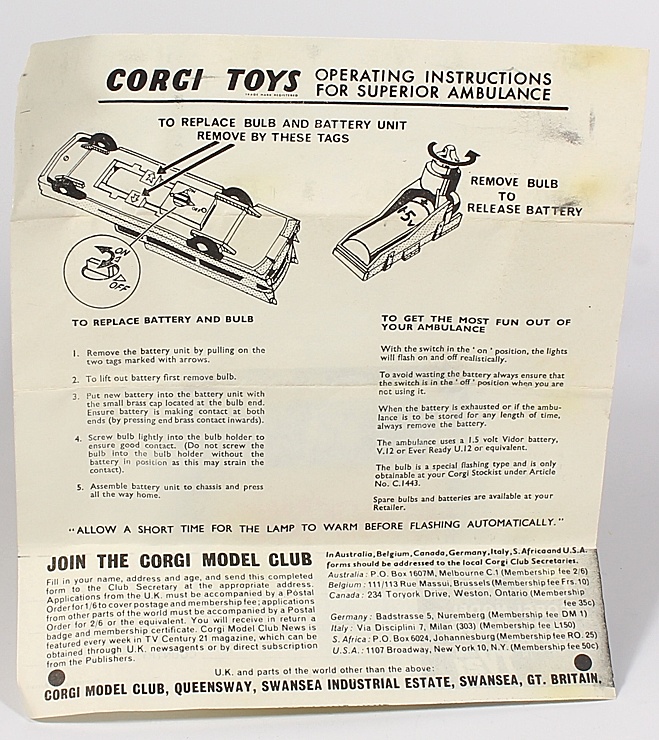 CORGI TOYS
TRADE MARK REGISTERED
OPERATING INSTRUCTIONS
FOR SUPERIOR AMBULANCE
TO REPLACE BULB AND BATTERY UNIT
REMOVE BY THESE TAGS
ON
OFF
1.5V
REMOVE BULB
TO
RELEASE BATTERY
TO REPLACE BATTERY AND BULB
1. Remove the battery unit by pulling on the
two tags marked with arrows.
2. To lift out battery first remove bulb.
3. Put new battery into the battery unit with
the small brass cap located at the bulb end.
Ensure battery is making contact at both
ends (by pressing end brass contact inwards).
4. Screw bulb lightly into the bulb holder to
ensure good contact. (Do not screw the
bulb into the bulb holder without the
battery in position as this may strain the
contact).
5. Assemble battery unit to chassis and press
all the way home.
TO GET THE MOST FUN OUT OF
YOUR AMBULANCE
With the switch in the 'on' position, the lights
will flash on and off realistically.
To avoid wasting the battery always ensure that
the switch is in the 'off' position when you are
not using it.
When the battery is exhausted or if the ambu-
lance is to be stored for any length of time,
always remove the battery.
The ambulance uses a 1.5 volt Vidor battery,
V.12 or Ever Ready U.12 or equivalent.
The bulb is a special flashing type and is only
obtainable at your Corgi Stockist under Article
No. C.1443.
Spare bulbs and batteries are available at your
Retailer.
"ALLOW A SHORT TIME FOR THE LAMP TO WARM BEFORE FLASHING AUTOMATICALLY."
JOIN THE CORGI MODEL CLUB
Fill in your name, address and age, and send this completed
form to the Club Secretary at the appropriate address.
Applications from the U.K. must be accompanied by a Postal
Order for 1/6 to cover postage and membership fee; applications
from other parts of the world must be accompanied by a Postal
Order for 2/6 or the equivalent. You will receive in return a
badge and membership certificate. Corgi Model Club News is
featured every week in TV Century 21 magazine, which can be
obtained through U.K. newsagents or by direct subscription
from the Publishers.
In Australia, Belgium, Canada, Germany, Italy, S. Africa and U.S.A.
forms should be addressed to the local Corgi Club Secretaries.
Australia: P.O. Box 1607M, Melbourne C.1 (Membership fee 2/6)
Belgium: 111/113 Rue Massui, Brussels (Membership fee Frs. 10)
Canada: 234 Toryork Drive, Weston, Ontario (Membership
fee 35c)
Germany: Badstrasse 5, Nuremberg (Membership fee DM 1)
Italy: Via Disciplini 7, Milan (303) (Membership fee L150)
S. Africa: P.O. Box 6024, Johannesburg (Membership fee RO. 25)
U.S.A.: 1107 Broadway, New York 10, N.Y. (Membership fee 50c)
U.K. and parts of the world other than the above:
CORGI MODEL CLUB, QUEENSWAY, SWANSEA INDUSTRIAL ESTATE, SWANSEA, GT. BRITAIN.